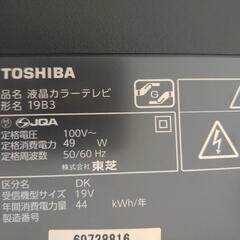 TOSHIBA
品名 液晶カラーテレビ
形名 19B3
JQA
定格電圧 100V～
定格消費電力 49 W
定格周波数 50/60 Hz
株式会社 東芝
区分 DK
受信機型サイズ 19V
年間消費電力量 44 kWh/年
製造番号
60728816